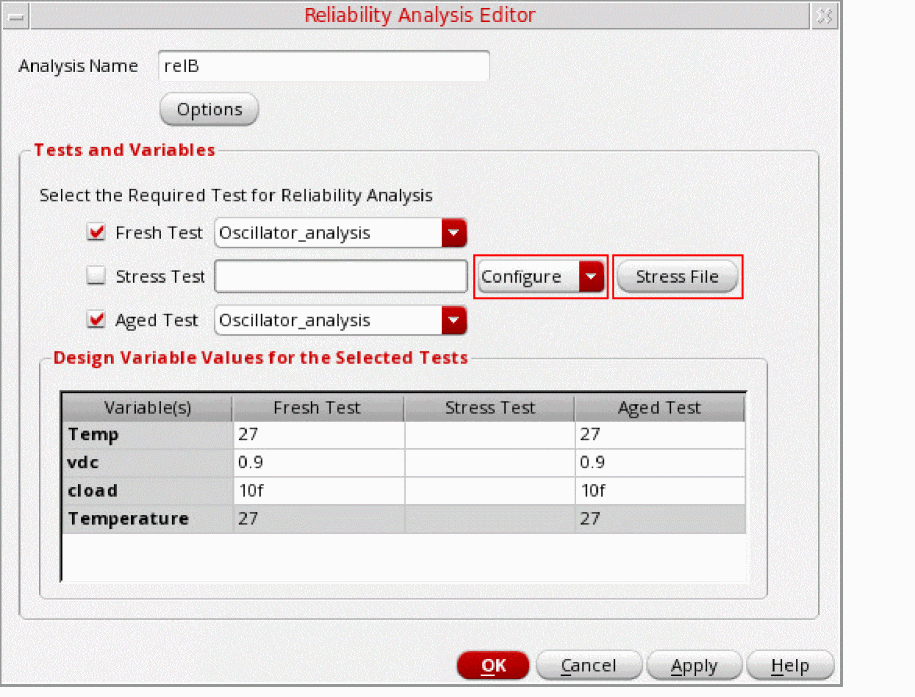 Reliability Analysis Editor
Analysis Name relB
Options
Tests and Variables
Select the Required Test for Reliability Analysis
Fresh Test Oscillator_analysis
Stress Test Configure Stress File
Aged Test Oscillator_analysis
Design Variable Values for the Selected Tests
Variable(s) Fresh Test Stress Test Aged Test
Temp 27 27
vdc 0.9 0.9
cload 10f 10f
Temperature 27 27
OK Cancel Apply Help